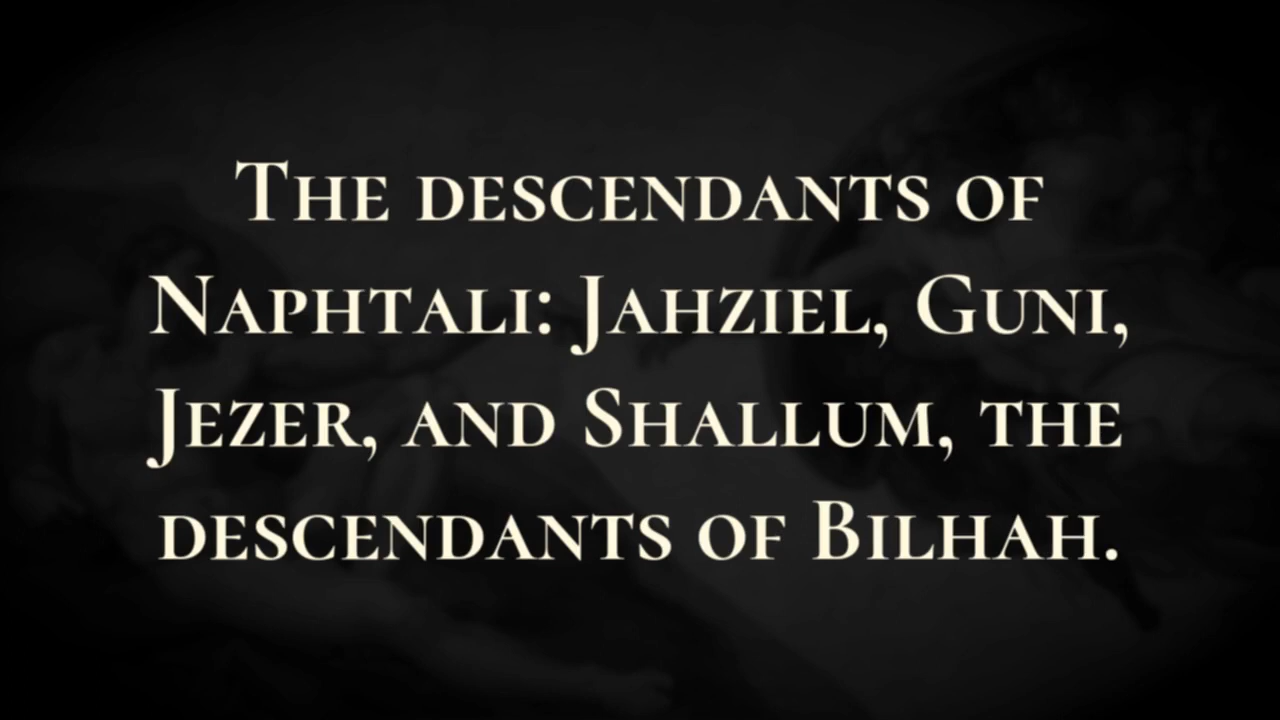 The descendants of
Naphtali: Jahziel, Guni,
Jezer, and Shallum, the
descendants of Bilhah.